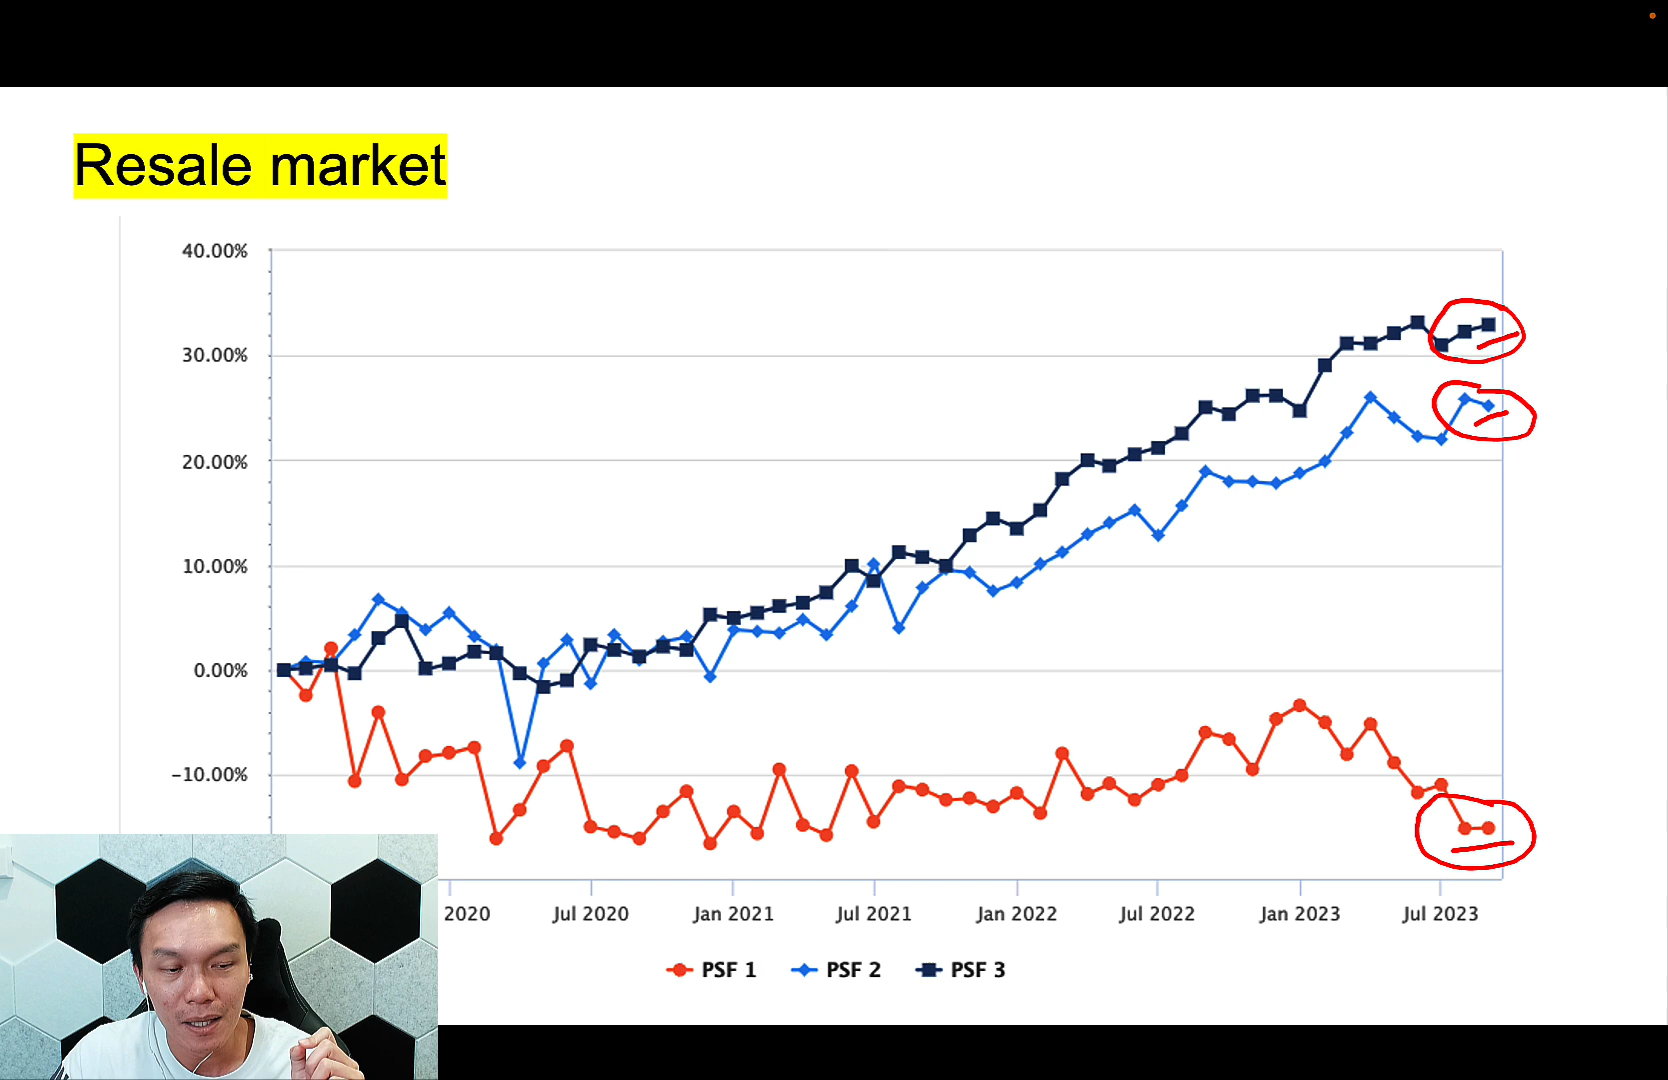 Resale market
40.00%
30.00%
20.00%
10.00%
0.00%
-10.00%
2020 Jul 2020 Jan 2021 Jul 2021 Jan 2022 Jul 2022 Jan 2023 Jul 2023
PSF 1 PSF 2 PSF 3